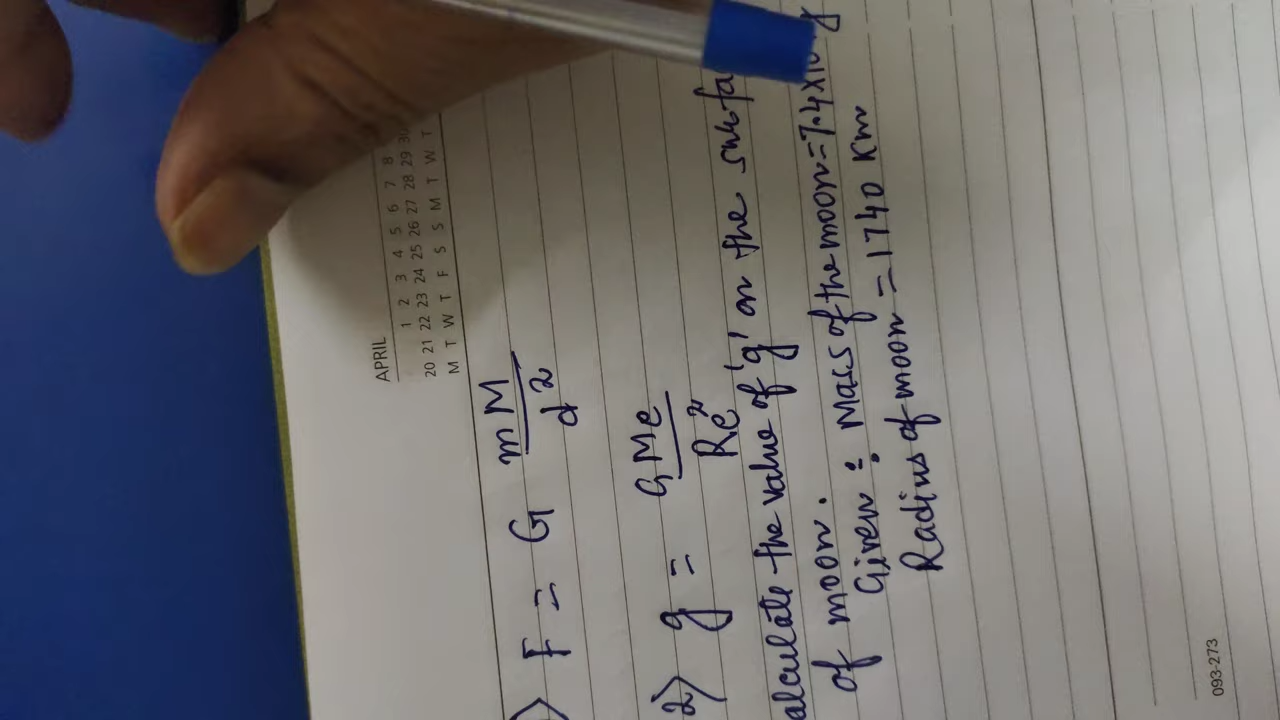 APRIL
1 2 3 4 5 6 7 8
20 21 22 23 24 25 26 27 28 29 30
M T W T F S S M T W T
F = G mM/d²
2) g = GMe/Re²
alculate the value of 'g' on the surfa
of moon.
Given : Mass of the moon = 7.4x10
Radius of moon = 1740 Km
093-273